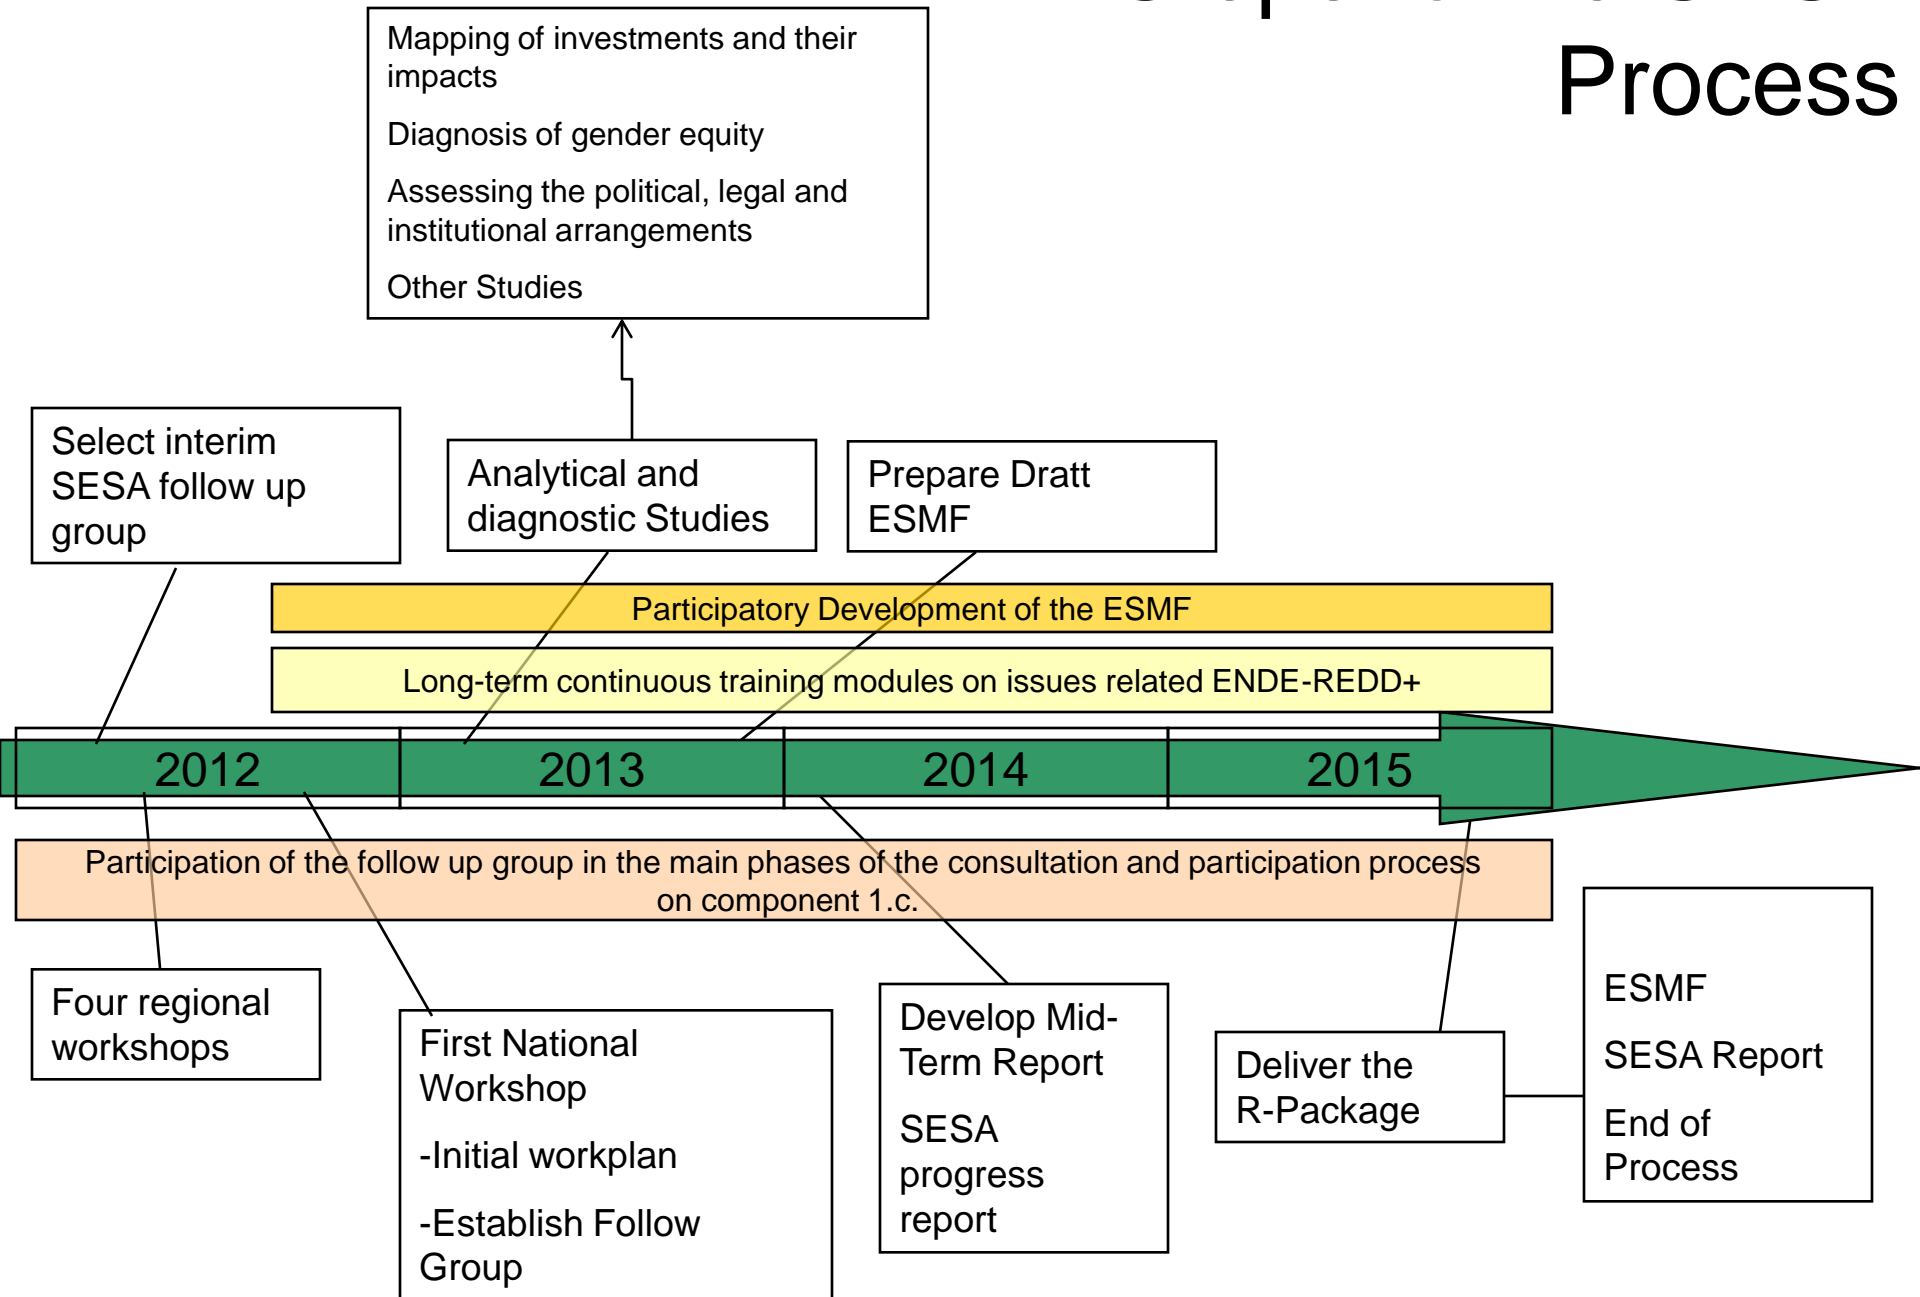 Process
Mapping of investments and their
impacts
Diagnosis of gender equity
Assessing the political, legal and
institutional arrangements
Other Studies
Select interim
SESA follow up
group
Analytical and
diagnostic Studies
Prepare Dratt
ESMF
Participatory Development of the ESMF
Long-term continuous training modules on issues related ENDE-REDD+
2012
2013
2014
2015
Participation of the follow up group in the main phases of the consultation and participation process
on component 1.c.
Four regional
workshops
First National
Workshop
-Initial workplan
-Establish Follow
Group
Develop Mid-
Term Report
SESA
progress
report
Deliver the
R-Package
ESMF
SESA Report
End of
Process